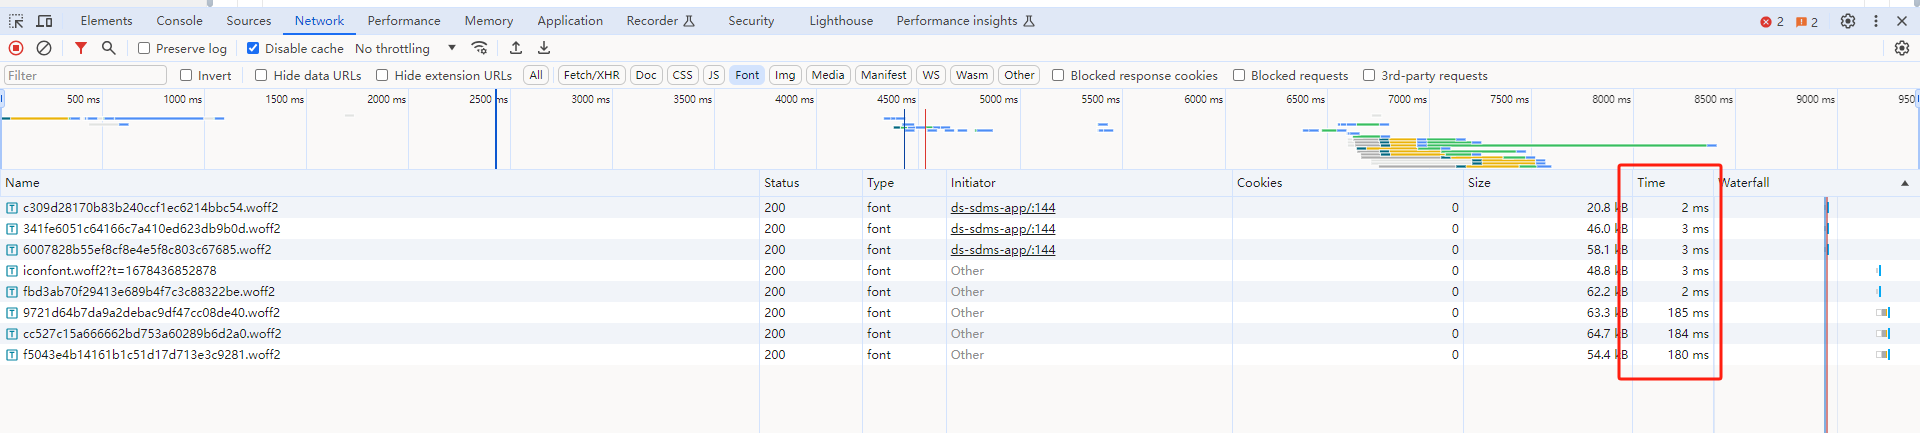 Elements Console Sources Network Performance Memory Application Recorder Security Lighthouse Performance insights 2 2
Preserve log Disable cache No throttling
Filter Invert Hide data URLs Hide extension URLs All Fetch/XHR Doc CSS JS Font Img Media Manifest WS Wasm Other Blocked response cookies Blocked requests 3rd-party requests
500 ms 1000 ms 1500 ms 2000 ms 2500 ms 3000 ms 3500 ms 4000 ms 4500 ms 5000 ms 5500 ms 6000 ms 6500 ms 7000 ms 7500 ms 8000 ms 8500 ms 9000 ms 950
Name Status Type Initiator Cookies Size Time Waterfall
c309d28170b83b240ccf1ec6214bbc54.woff2 200 font ds-sdms-app/:144 0 20.8 kB 2 ms
341fe6051c64166c7a410ed623db9b0d.woff2 200 font ds-sdms-app/:144 0 46.0 kB 3 ms
6007828b55ef8cf8e4e5f8c803c67685.woff2 200 font ds-sdms-app/:144 0 58.1 kB 3 ms
iconfont.woff2?t=1678436852878 200 font Other 0 48.8 kB 3 ms
fbd3ab70f29413e689b4f7c3c88322be.woff2 200 font Other 0 62.2 kB 2 ms
9721d64b7da9a2debac9df47cc08de40.woff2 200 font Other 0 63.3 kB 185 ms
cc527c15a666662bd753a60289b6d2a0.woff2 200 font Other 0 64.7 kB 184 ms
f5043e4b14161b1c51d17d713e3c9281.woff2 200 font Other 0 54.4 kB 180 ms